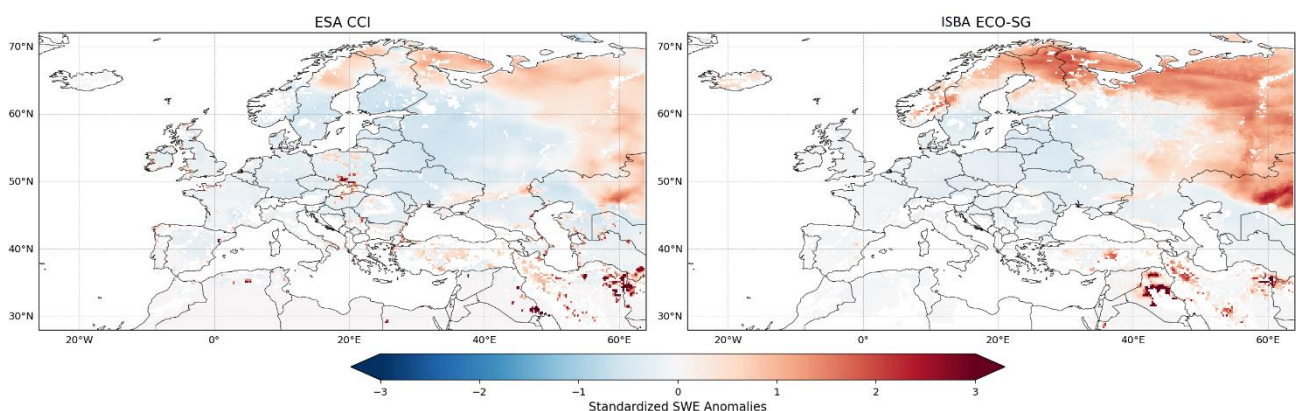 ESA CCI
ISBA ECO-SG
70°N
60°N
50°N
40°N
30°N
20°W
0°
20°E
40°E
60°E
70°N
60°N
50°N
40°N
30°N
20°W
0°
20°E
40°E
60°E
−3
−2
−1
0
1
2
3
Standardized SWE Anomalies